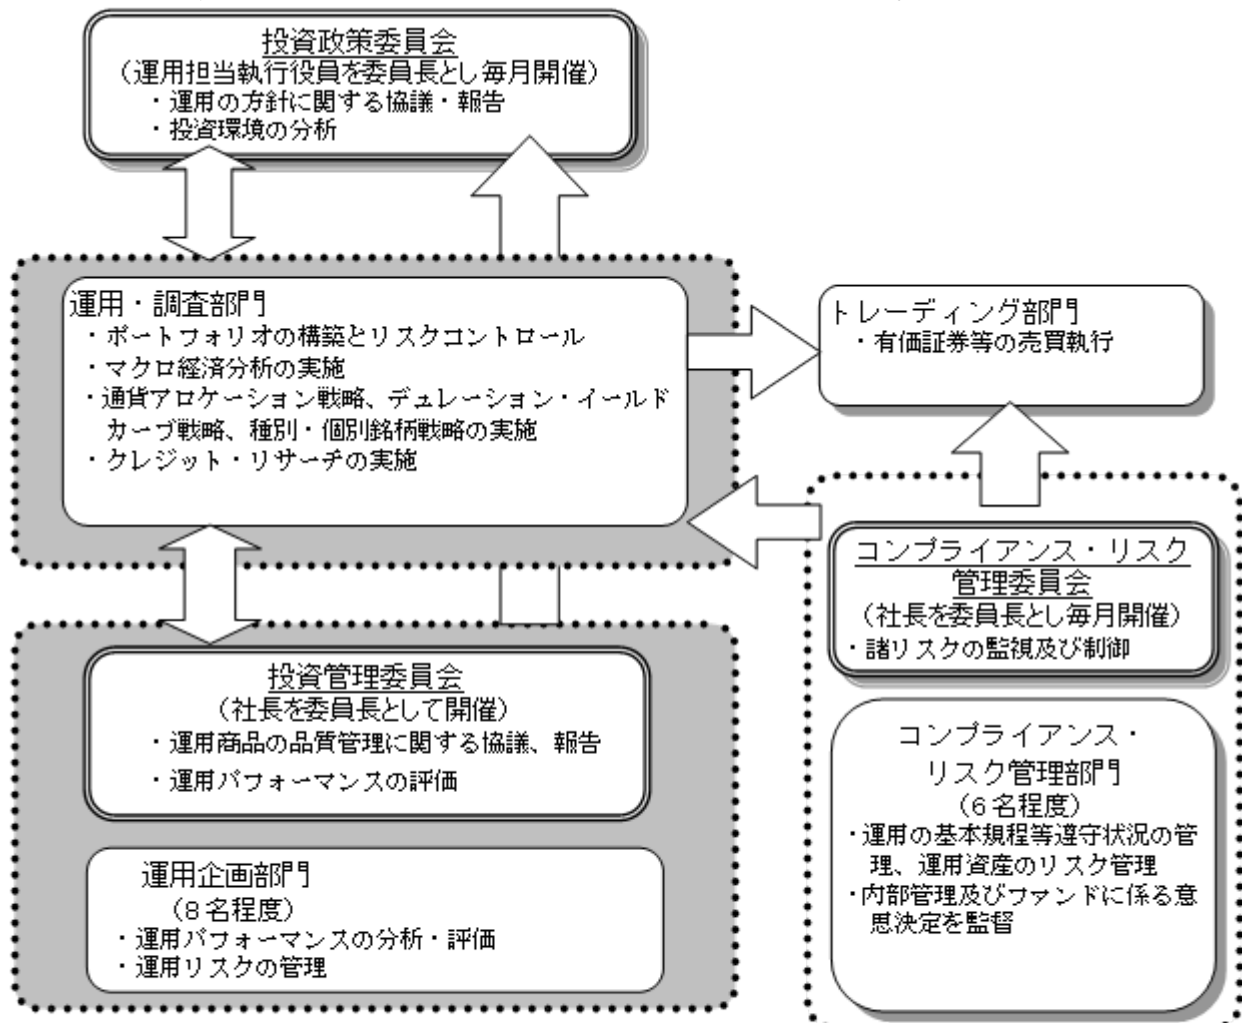 投資政策委員会
(運用担当執行役員を委員長とし毎月開催)
・運用の方針に関する協議・報告
・投資環境の分析
運用・調査部門
・ポートフォリオの構築とリスクコントロール
・マクロ経済分析の実施
・通貨アロケーション戦略、デュレーション・イールド
カーブ戦略、種別・個別銘柄戦略の実施
・クレジット・リサーチの実施
トレーディング部門
・有価証券等の売買執行
コンプライアンス・リスク
管理委員会
(社長を委員長とし毎月開催)
・諸リスクの監視及び制御
投資管理委員会
(社長を委員長として開催)
・運用商品の品質管理に関する協議、報告
・運用パフォーマンスの評価
運用企画部門
(8名程度)
・運用パフォーマンスの分析・評価
・運用リスクの管理
コンプライアンス・
リスク管理部門
(6名程度)
・運用の基本規程等遵守状況の管
理、運用資産のリスク管理
・内部管理及びファンドに係る意
思決定を監督